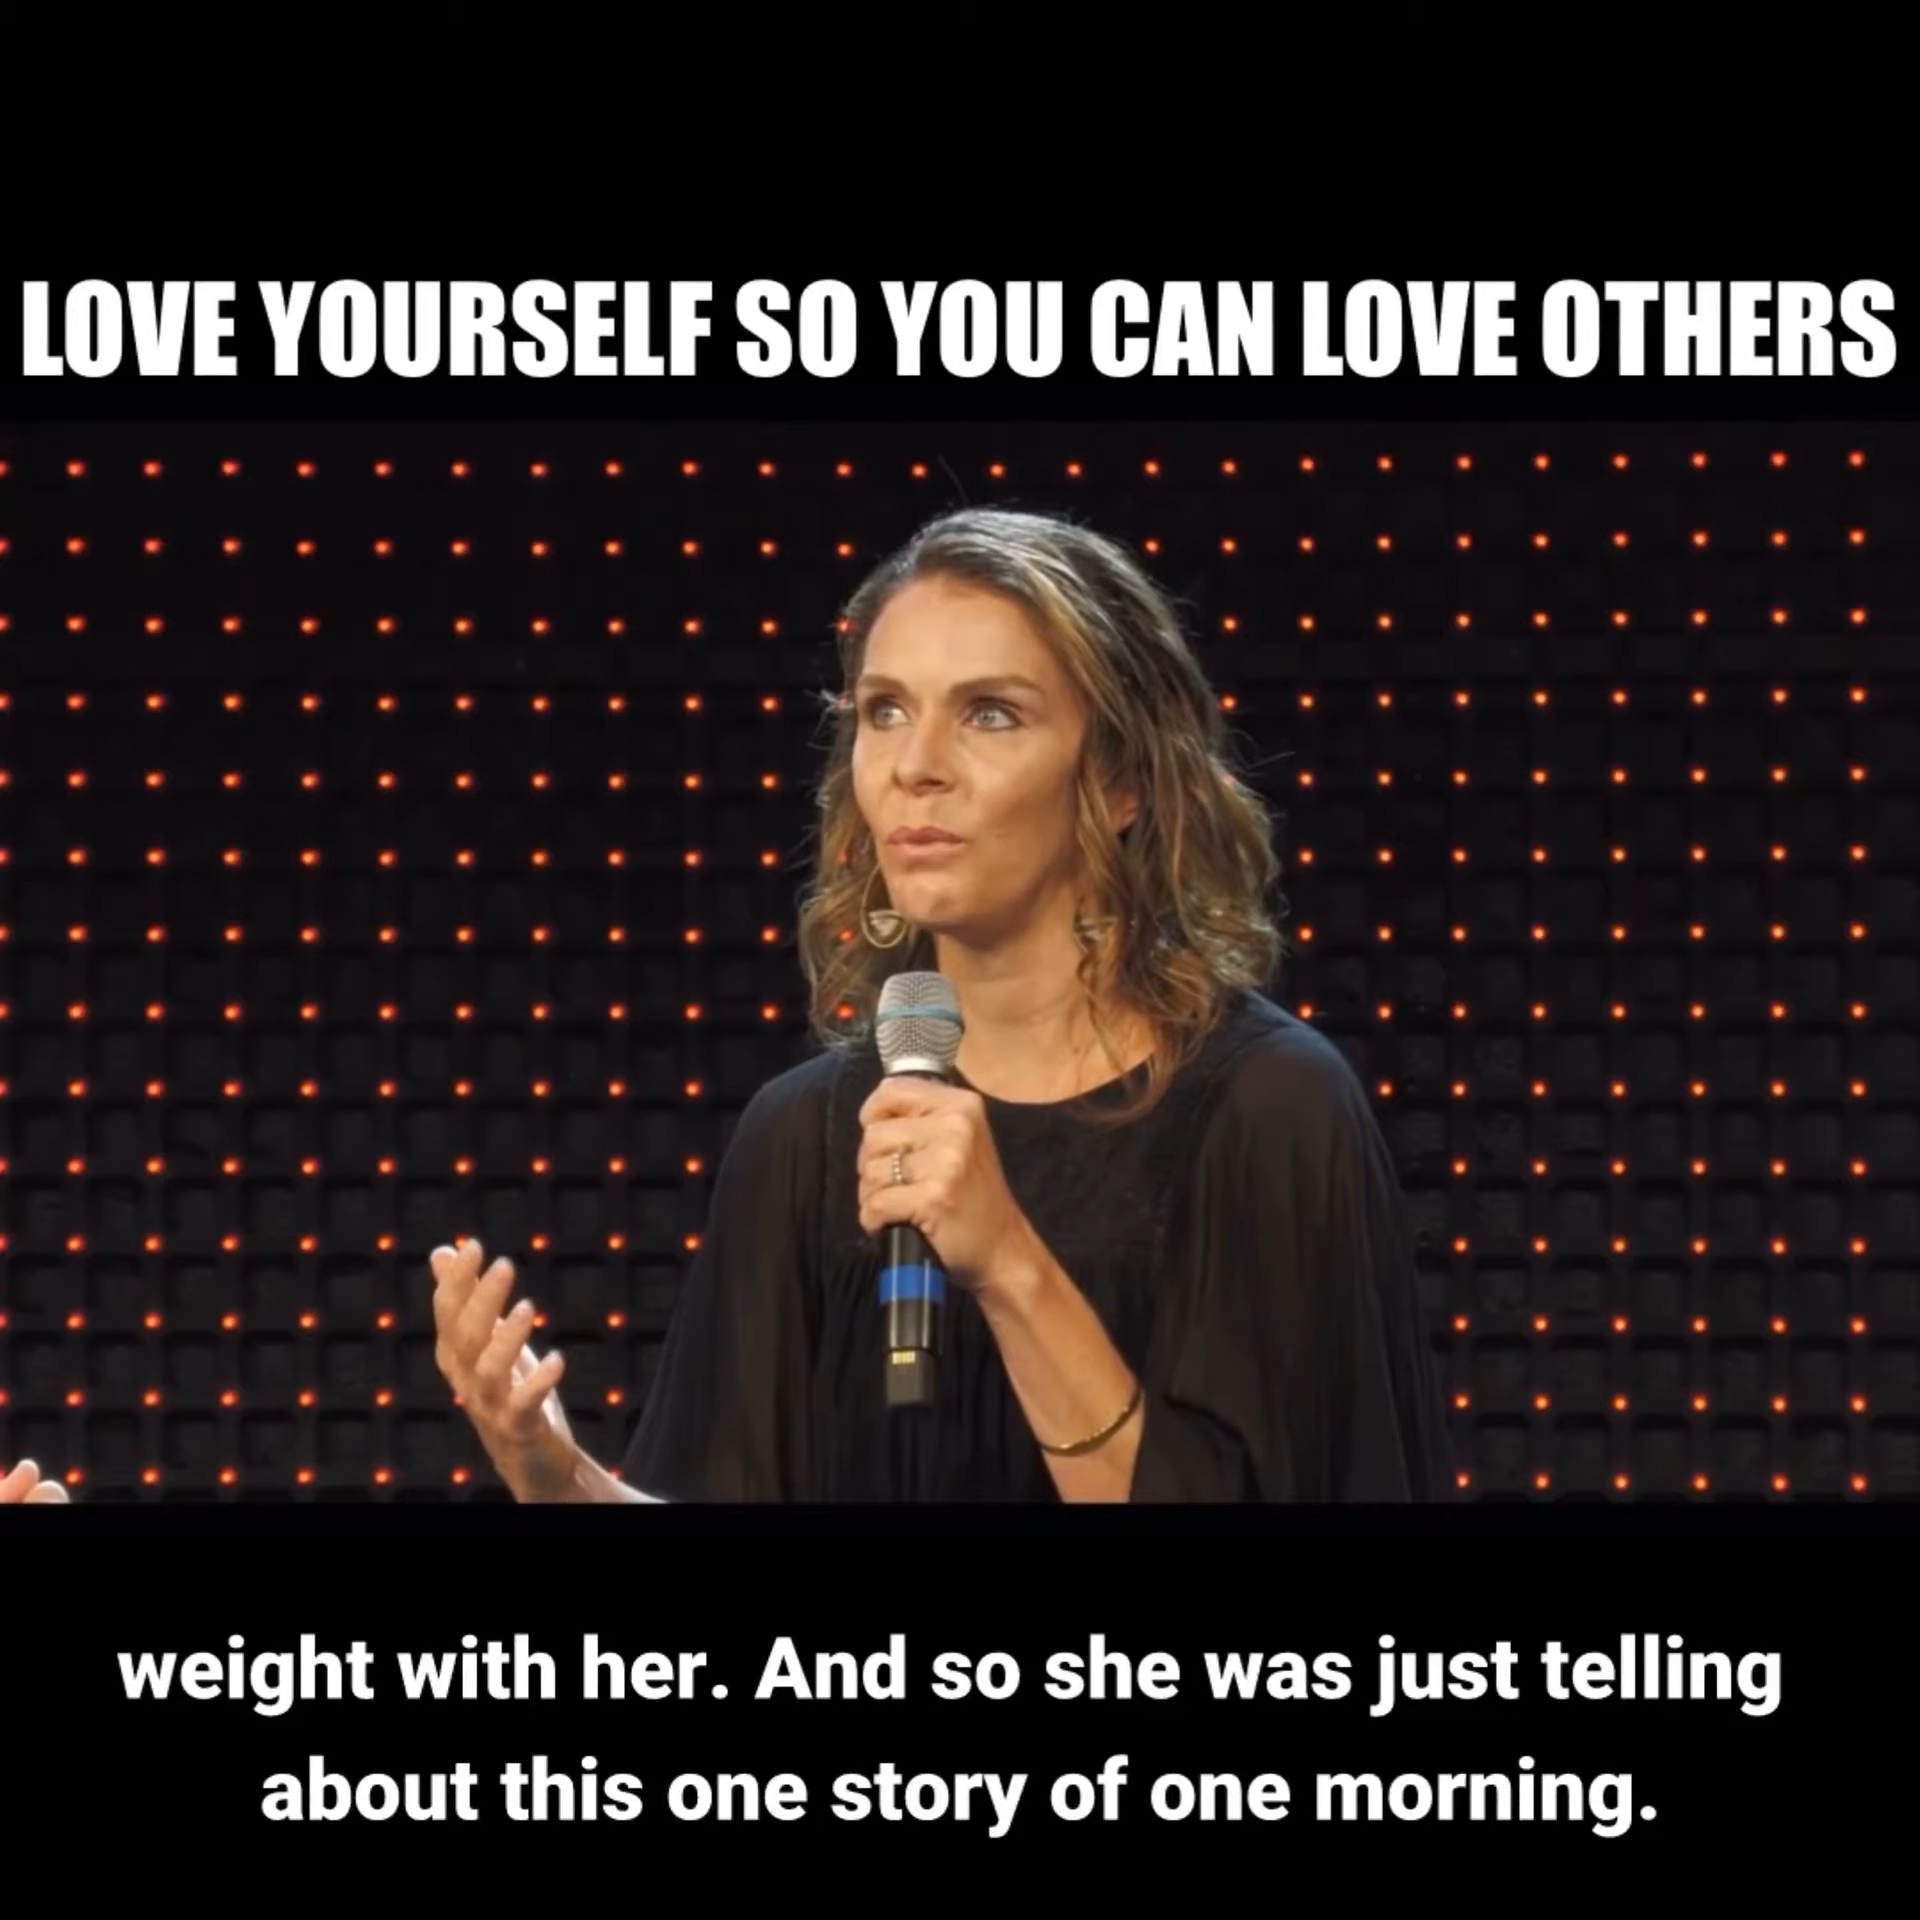 LOVE YOURSELF SO YOU CAN LOVE OTHERS
weight with her. And so she was just telling
about this one story of one morning.